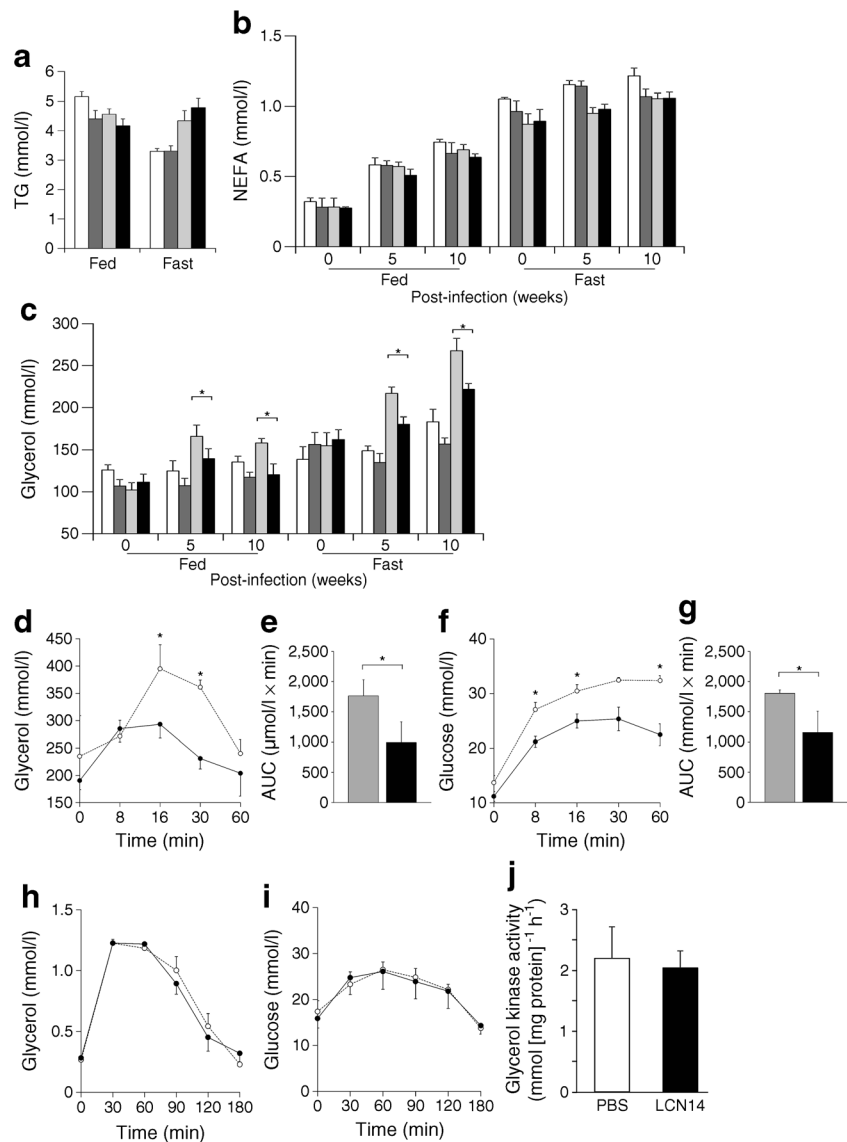 a
6
5
4
3
2
1
0
TG (mmol/l)
Fed Fast
b
1.5
1.0
0.5
0
NEFA (mmol/l)
0 5 10 0 5 10
Fed Fast
Post-infection (weeks)
c
300
250
200
150
100
50
Glycerol (mmol/l)
* * * *
0 5 10 0 5 10
Fed Fast
Post-infection (weeks)
d
450
400
350
300
250
200
150
Glycerol (mmol/l)
* *
0 8 16 30 60
Time (min)
e
2,500
2,000
1,500
1,000
500
0
AUC (μmol/l × min)
*
f
40
30
20
10
Glucose (mmol/l)
* * *
0 8 16 30 60
Time (min)
g
2,500
2,000
1,500
1,000
500
0
AUC (mmol/l × min)
*
h
1.5
1.0
0.5
0
Glycerol (mmol/l)
0 30 60 90 120 180
Time (min)
i
40
30
20
10
0
Glucose (mmol/l)
0 30 60 90 120 180
Time (min)
j
3
2
1
0
Glycerol kinase activity
(mmol [mg protein]⁻¹ h⁻¹)
PBS LCN14